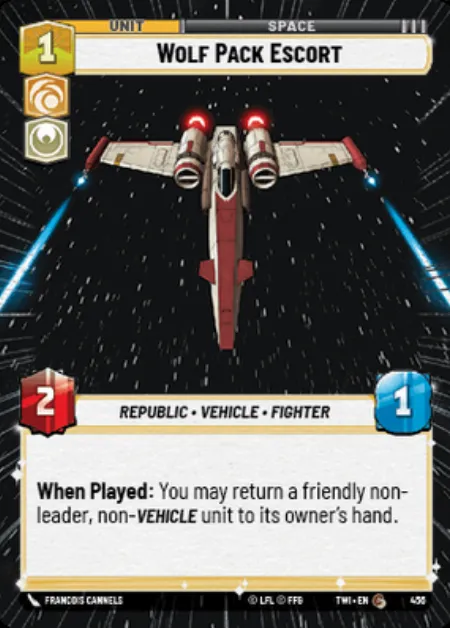 UNIT
SPACE
1
WOLF PACK ESCORT
2
REPUBLIC • VEHICLE • FIGHTER
1
When Played: You may return a friendly non-
leader, non-VEHICLE unit to its owner's hand.
FRANCOIS CANNELS
© LFL © FFG
TWI • EN